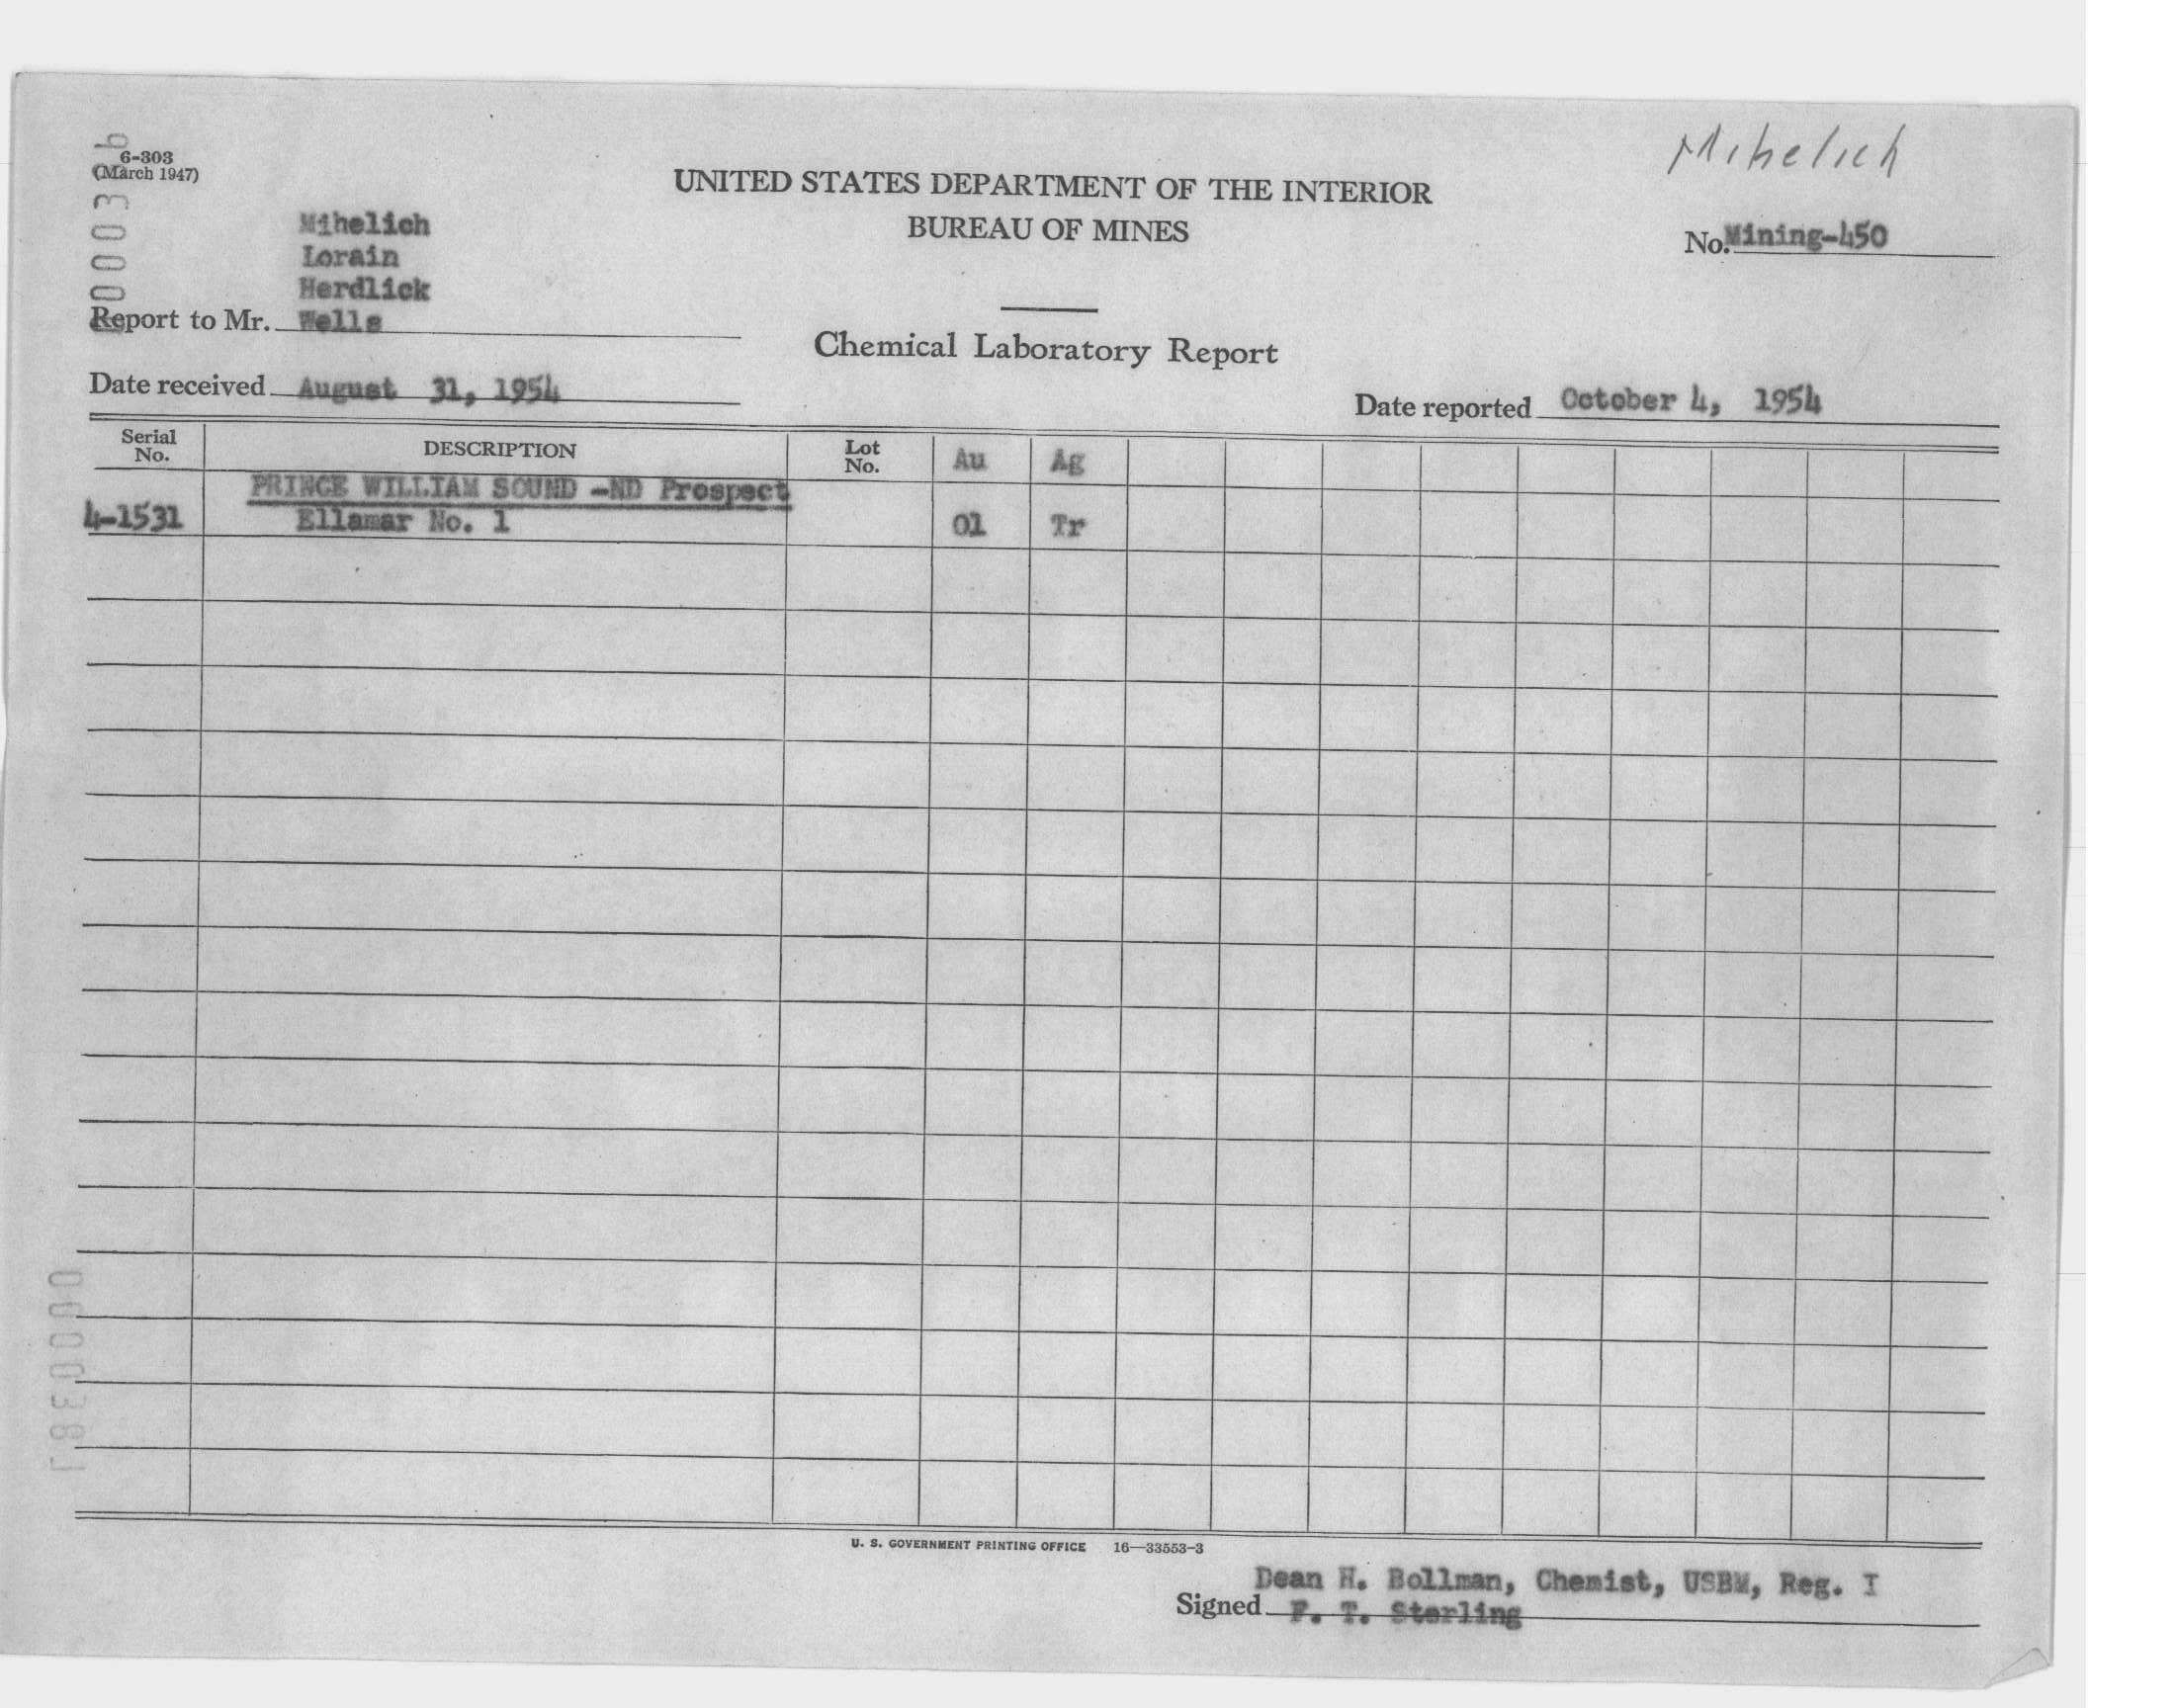 6-303
(March 1947)
Mihelich
UNITED STATES DEPARTMENT OF THE INTERIOR
BUREAU OF MINES
No. Mining-450
Mihelich
Lorain
Herdlick
Report to Mr. Wells
Chemical Laboratory Report
Date received August 31, 1954
Date reported October 4, 1954
Serial No. DESCRIPTION Lot No. Au Ag
PRINCE WILLIAM SOUND -ND Prospect
4-1531 Ellamar No. 1 01 Tr
U. S. GOVERNMENT PRINTING OFFICE 16—33553-3
Dean H. Bollman, Chemist, USBM, Reg. I
Signed F. T. Sterling